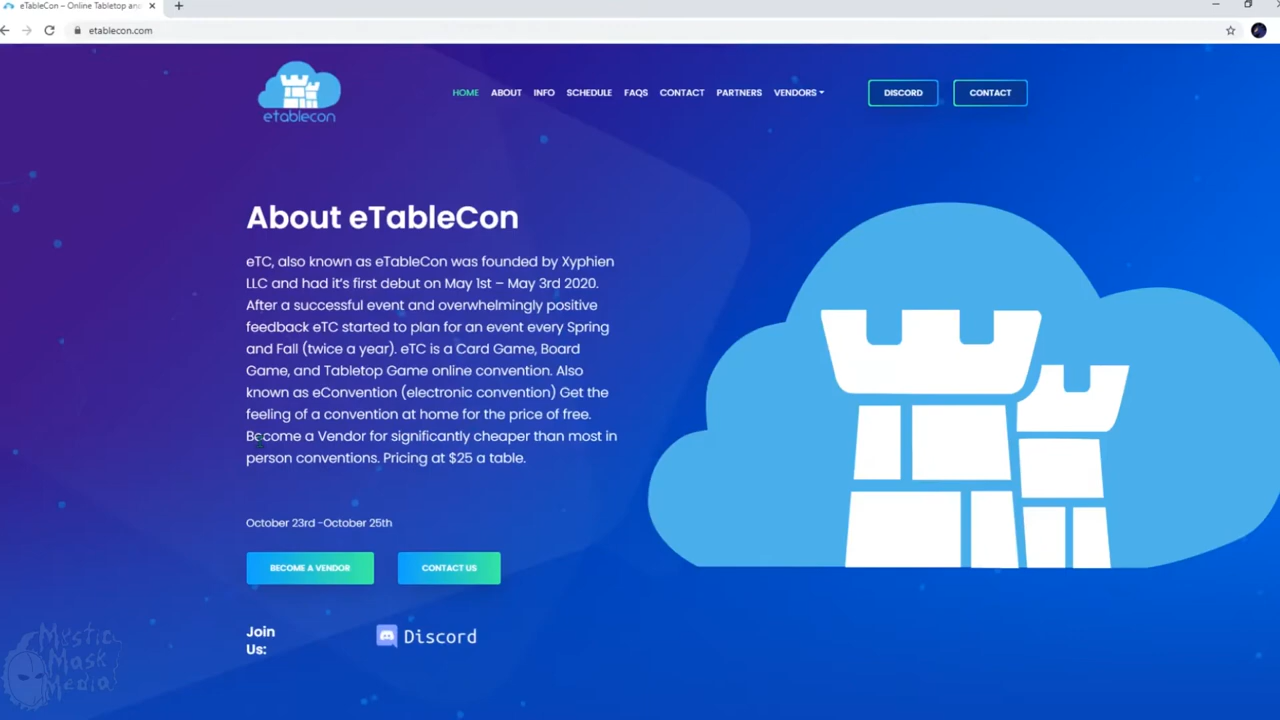 eTableCon – Online Tabletop and
etablecon.com
etablecon
HOME
ABOUT
INFO
SCHEDULE
FAQS
CONTACT
PARTNERS
VENDORS
DISCORD
CONTACT
About eTableCon
eTC, also known as eTableCon was founded by Xyphien
LLC and had it's first debut on May 1st – May 3rd 2020.
After a successful event and overwhelmingly positive
feedback eTC started to plan for an event every Spring
and Fall (twice a year). eTC is a Card Game, Board
Game, and Tabletop Game online convention. Also
known as eConvention (electronic convention) Get the
feeling of a convention at home for the price of free.
Become a Vendor for significantly cheaper than most in
person conventions. Pricing at $25 a table.
October 23rd -October 25th
BECOME A VENDOR
CONTACT US
Join
Us:
Discord
Mystic
Mask
Media